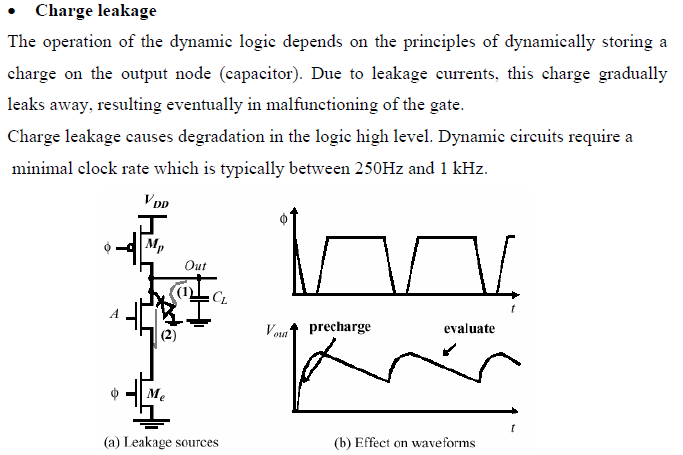 • Charge leakage
The operation of the dynamic logic depends on the principles of dynamically storing a
charge on the output node (capacitor). Due to leakage currents, this charge gradually
leaks away, resulting eventually in malfunctioning of the gate.
Charge leakage causes degradation in the logic high level. Dynamic circuits require a
minimal clock rate which is typically between 250Hz and 1 kHz.
VDD
ϕ
Mp
Out
(1)
CL
A
(2)
ϕ
Me
(a) Leakage sources
ϕ
t
Vout
precharge
evaluate
t
(b) Effect on waveforms